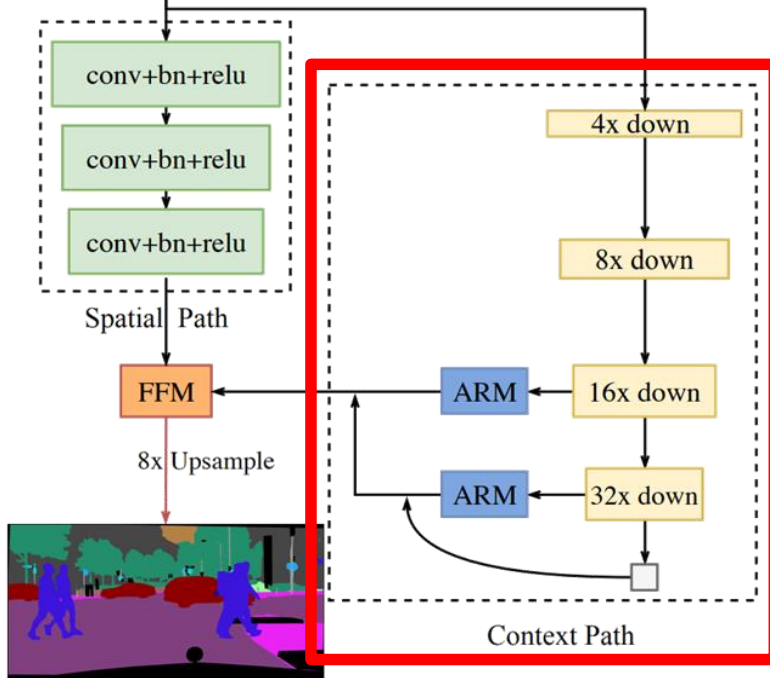 conv+bn+relu
conv+bn+relu
conv+bn+relu
Spatial Path
FFM
8x Upsample
4x down
8x down
ARM
16x down
ARM
32x down
Context Path